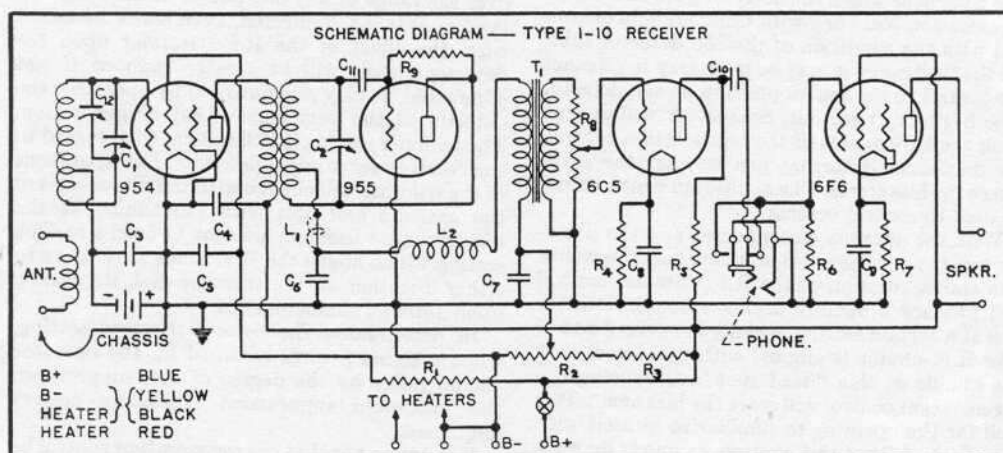 SCHEMATIC DIAGRAM — TYPE 1-10 RECEIVER
C11
R9
T1
C10
C2
C1
954
C9
955
R8
6C5
6F6
ANT.
C3
C4
C5
L1
L2
C6
C7
R4
C8
R5
R6
C9
R7
SPKR.
CHASSIS
PHONE.
R1
R2
R3
TO HEATERS
B-
B+
B+ BLUE
B- YELLOW
HEATER BLACK
HEATER RED